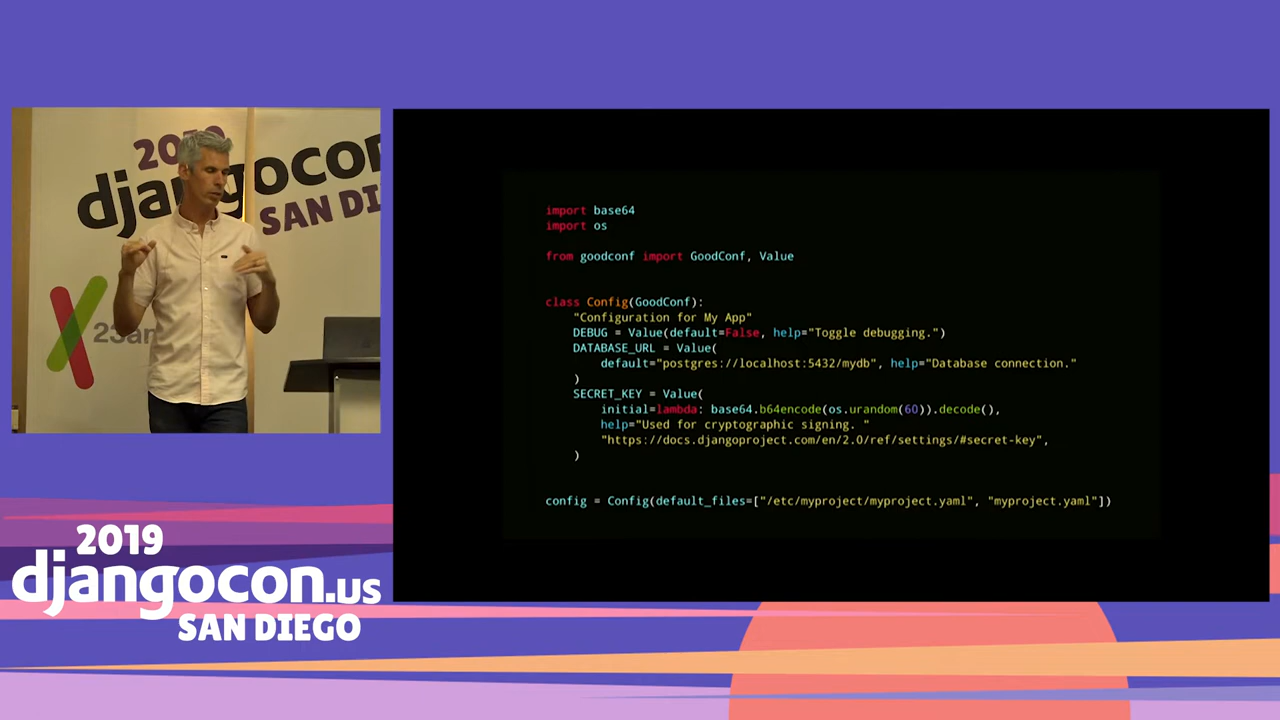 2019
djangocon
SAN DI
23an
import base64
import os
from goodconf import GoodConf, Value
class Config(GoodConf):
"Configuration for My App"
DEBUG = Value(default=False, help="Toggle debugging.")
DATABASE_URL = Value(
default="postgres://localhost:5432/mydb", help="Database connection."
)
SECRET_KEY = Value(
initial=lambda: base64.b64encode(os.urandom(60)).decode(),
help="Used for cryptographic signing. "
"https://docs.djangoproject.com/en/2.0/ref/settings/#secret-key",
)
config = Config(default_files=["/etc/myproject/myproject.yaml", "myproject.yaml"])
2019
djangocon.us
SAN DIEGO